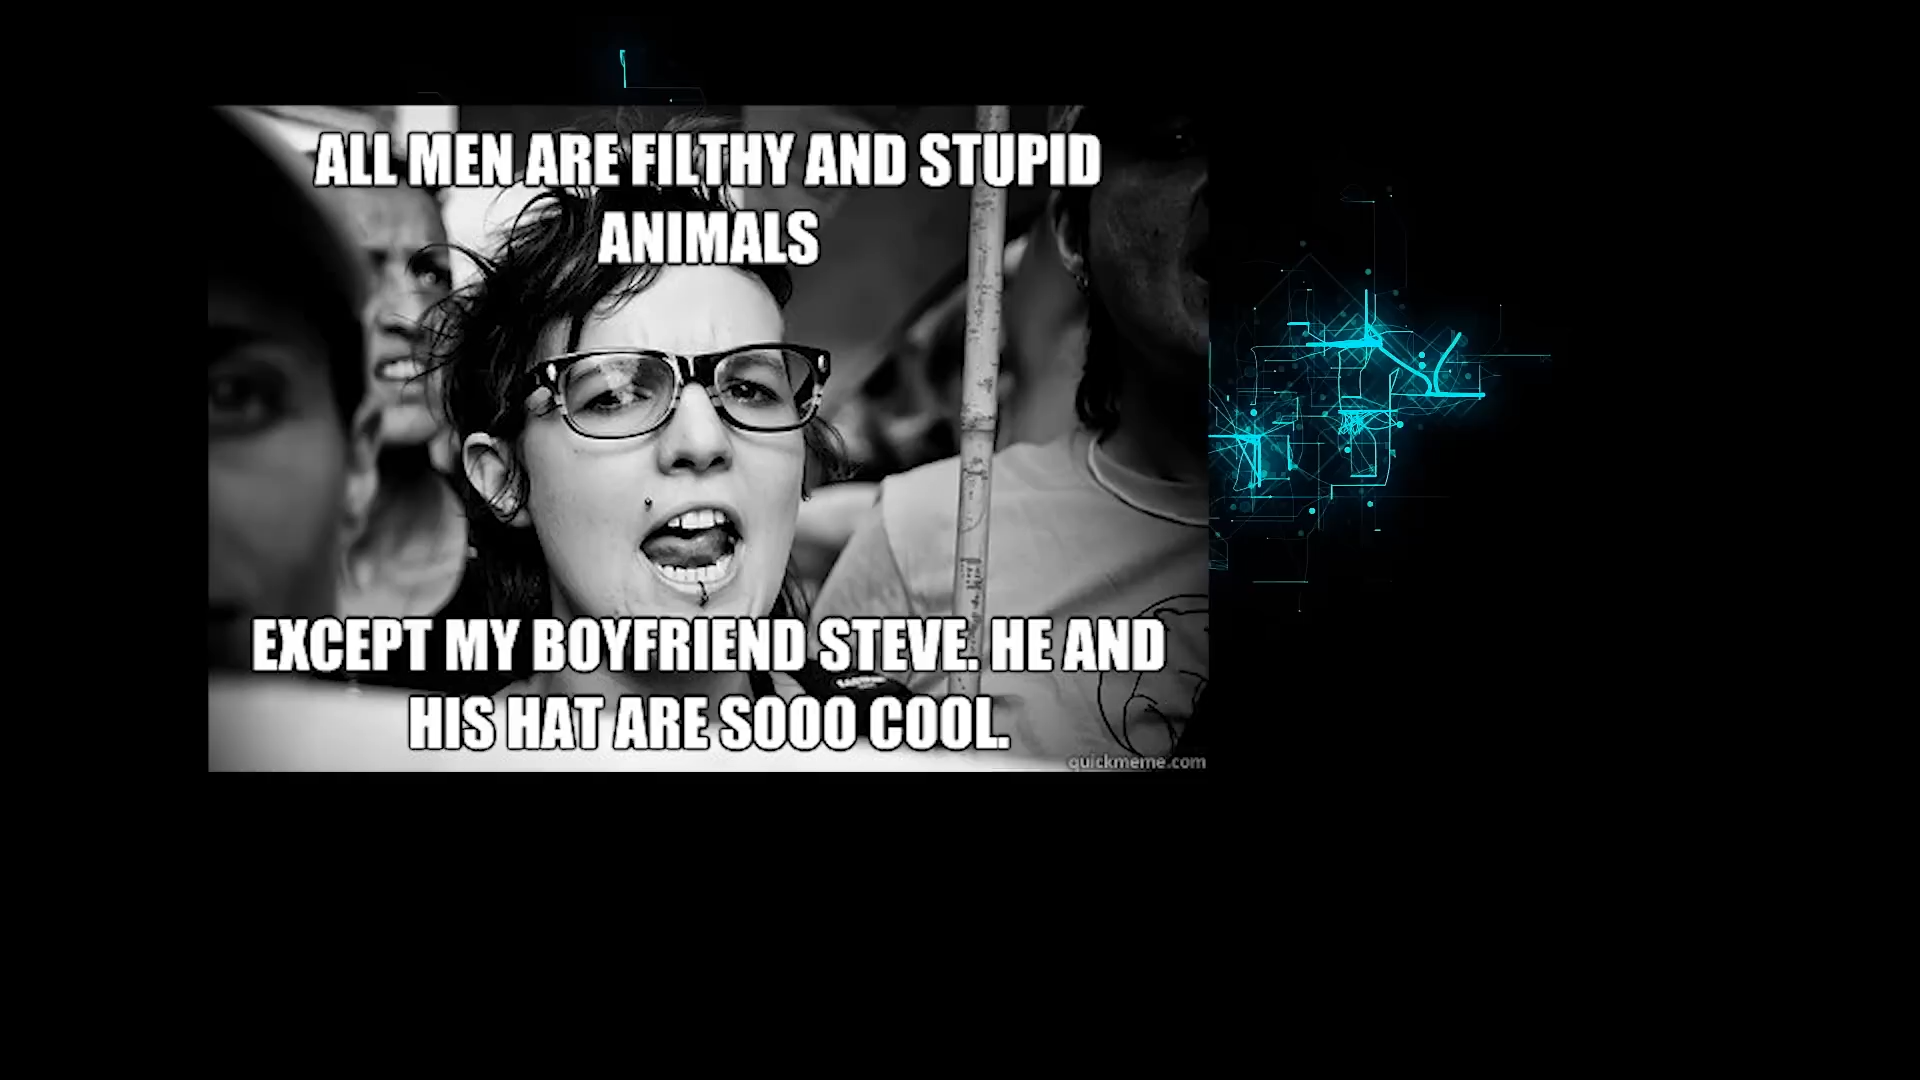 ALL MEN ARE FILTHY AND STUPID
ANIMALS
EXCEPT MY BOYFRIEND STEVE. HE AND
HIS HAT ARE SOOO COOL.
quickmeme.com